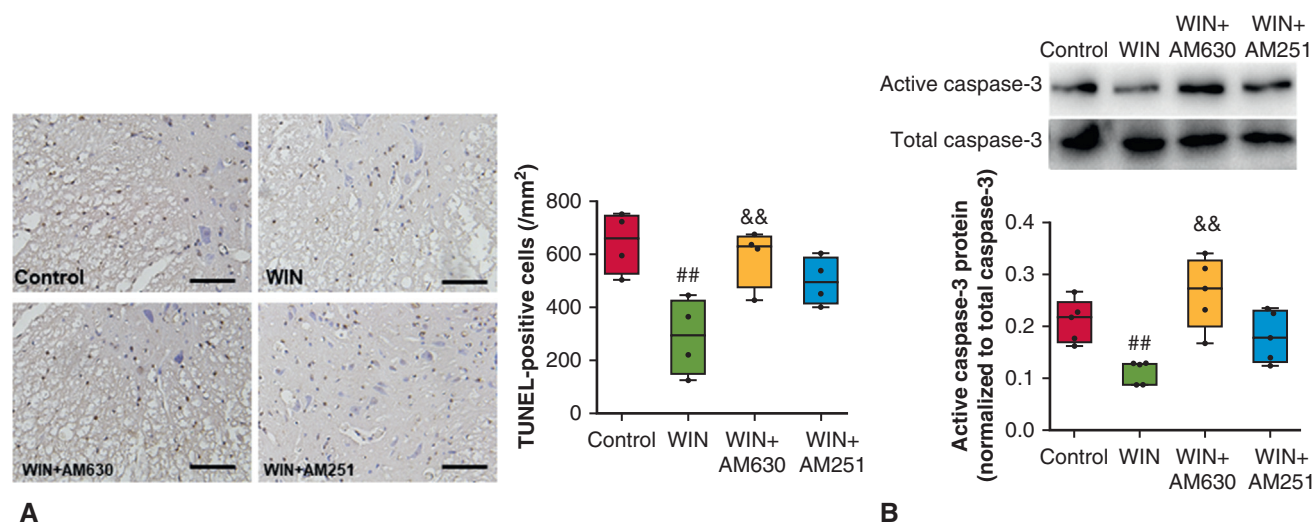 Control
WIN
WIN+AM630
WIN+AM251
A
TUNEL-positive cells (/mm²)
800
600
400
200
0
##
&&
Control
WIN
WIN+
AM630
WIN+
AM251
Control
WIN
WIN+
AM630
WIN+
AM251
Active caspase-3
Total caspase-3
Active caspase-3 protein
(normalized to total caspase-3)
0.4
0.3
0.2
0.1
0.0
##
&&
Control
WIN
WIN+
AM630
WIN+
AM251
B